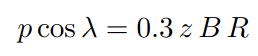 p cos λ = 0.3 z B R